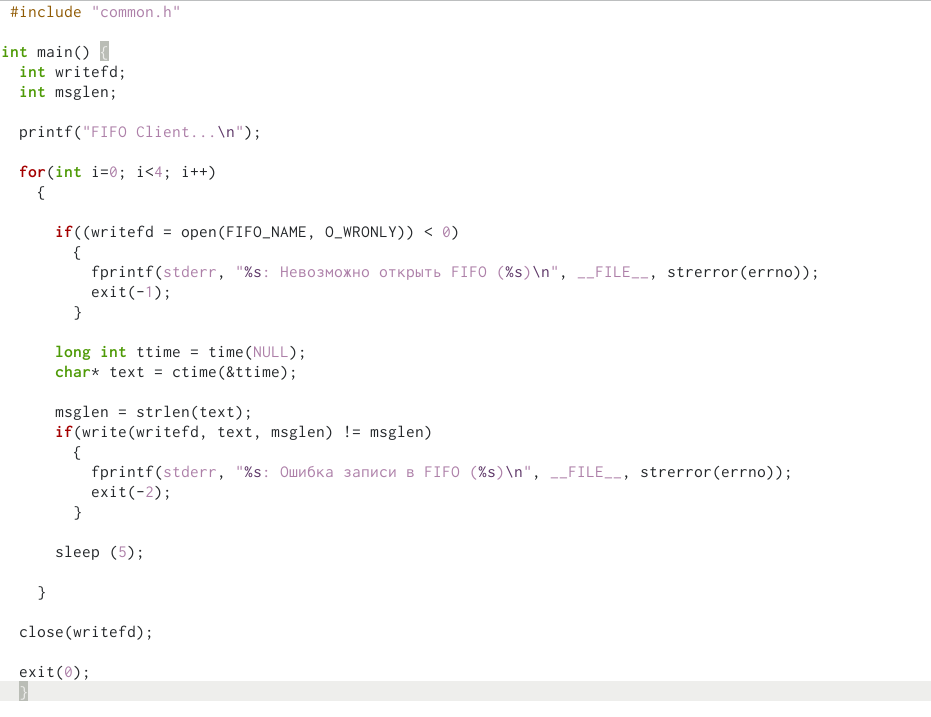 #include "common.h"
int main() {
int writefd;
int msglen;
printf("FIFO Client...\n");
for(int i=0; i<4; i++)
{
if((writefd = open(FIFO_NAME, O_WRONLY)) < 0)
{
fprintf(stderr, "%s: Невозможно открыть FIFO (%s)\n", __FILE__, strerror(errno));
exit(-1);
}
long int ttime = time(NULL);
char* text = ctime(&ttime);
msglen = strlen(text);
if(write(writefd, text, msglen) != msglen)
{
fprintf(stderr, "%s: Ошибка записи в FIFO (%s)\n", __FILE__, strerror(errno));
exit(-2);
}
sleep (5);
}
close(writefd);
exit(0);
}